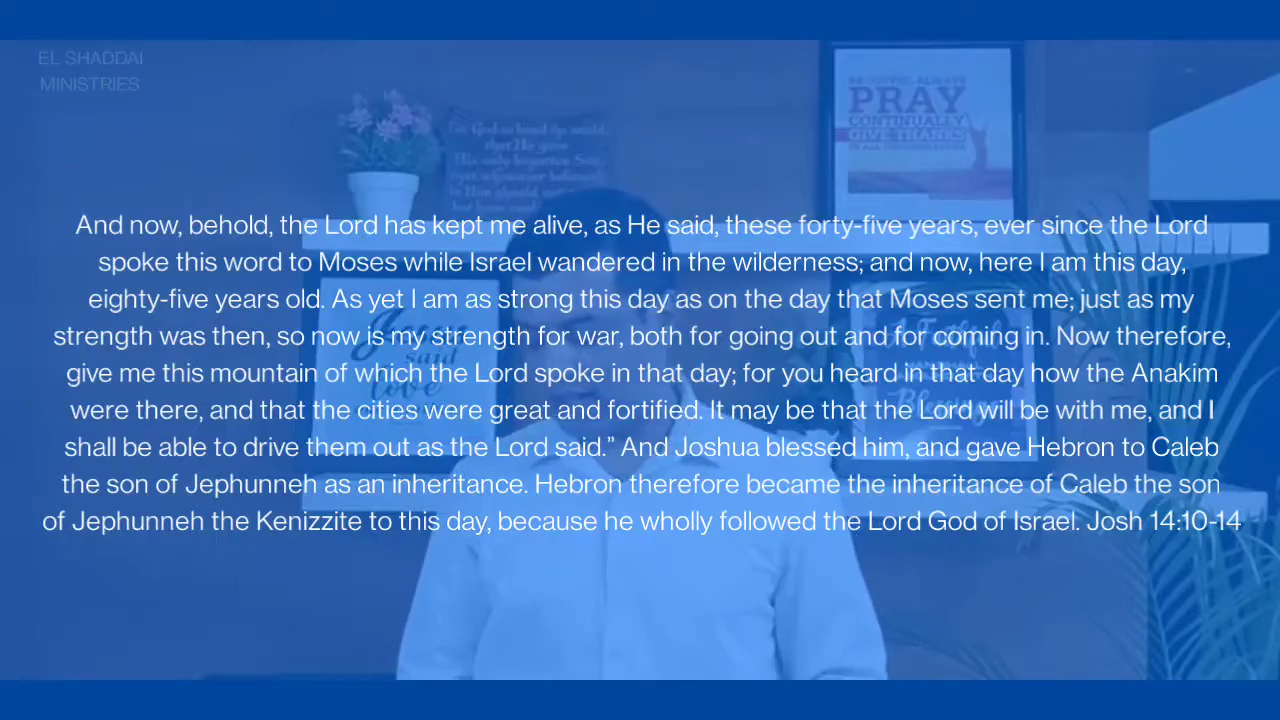 EL SHADDAI
MINISTRIES
PRAY
CONTINUALLY
GIVE THANKS
And now, behold, the Lord has kept me alive, as He said, these forty-five years, ever since the Lord
spoke this word to Moses while Israel wandered in the wilderness; and now, here I am this day,
eighty-five years old. As yet I am as strong this day as on the day that Moses sent me; just as my
strength was then, so now is my strength for war, both for going out and for coming in. Now therefore,
give me this mountain of which the Lord spoke in that day; for you heard in that day how the Anakim
were there, and that the cities were great and fortified. It may be that the Lord will be with me, and I
shall be able to drive them out as the Lord said.” And Joshua blessed him, and gave Hebron to Caleb
the son of Jephunneh as an inheritance. Hebron therefore became the inheritance of Caleb the son
of Jephunneh the Kenizzite to this day, because he wholly followed the Lord God of Israel. Josh 14:10-14
Jesus
said
love